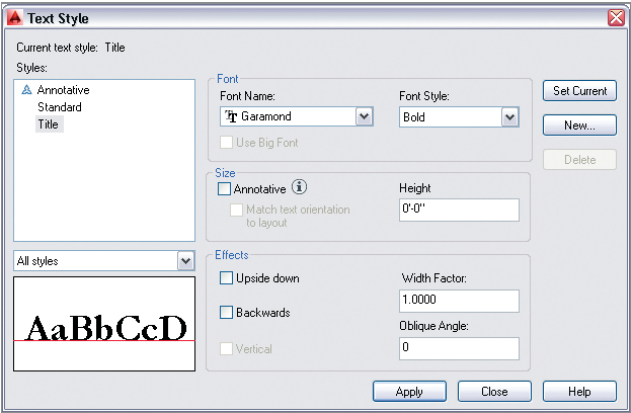 Text Style
Current text style: Title
Styles:
Annotative
Standard
Title
All styles
AaBbCcD
Font
Font Name:
Garamond
Use Big Font
Font Style:
Bold
Size
Annotative
Match text orientation
to layout
Height
0'-0"
Effects
Upside down
Backwards
Vertical
Width Factor:
1.0000
Oblique Angle:
0
Set Current
New...
Delete
Apply
Close
Help